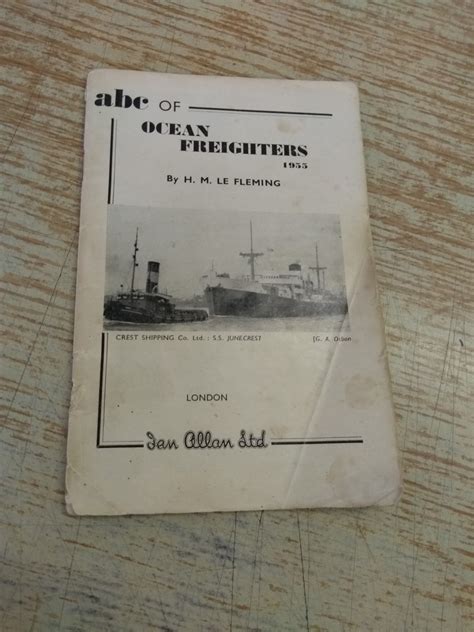 abc OF
OCEAN
FREIGHTERS
1955
By H. M. LE FLEMING
CREST SHIPPING Co. Ltd. : S.S. JUNECREST [G. A. Osbon
LONDON
Ian Allan Ltd